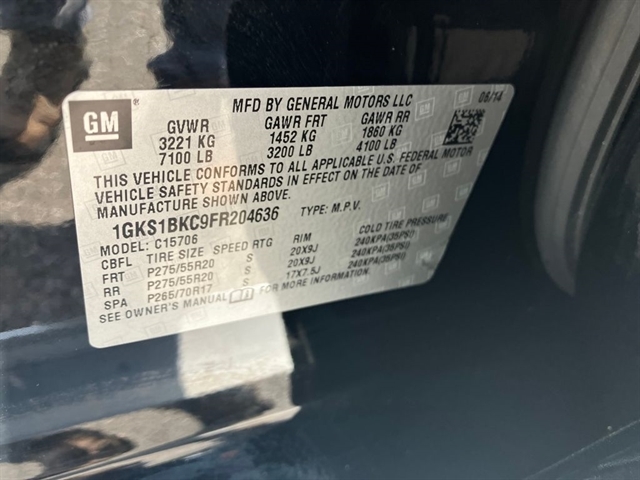 GM
MFD BY GENERAL MOTORS LLC 06/14
GVWR GAWR FRT GAWR RR
3221 KG 1452 KG 1860 KG
7100 LB 3200 LB 4100 LB
THIS VEHICLE CONFORMS TO ALL APPLICABLE U.S. FEDERAL MOTOR
VEHICLE SAFETY STANDARDS IN EFFECT ON THE DATE OF
MANUFACTURE SHOWN ABOVE.
1GKS1BKC9FR204636 TYPE: M.P.V.
MODEL: C15706
CBFL TIRE SIZE SPEED RTG RIM
FRT P275/55R20 S 20X9J 240KPA(35PSI)
RR P275/55R20 S 20X9J 240KPA(35PSI)
SPA P265/70R17 S 17X7.5J 240KPA(35PSI)
SEE OWNER'S MANUAL FOR MORE INFORMATION.